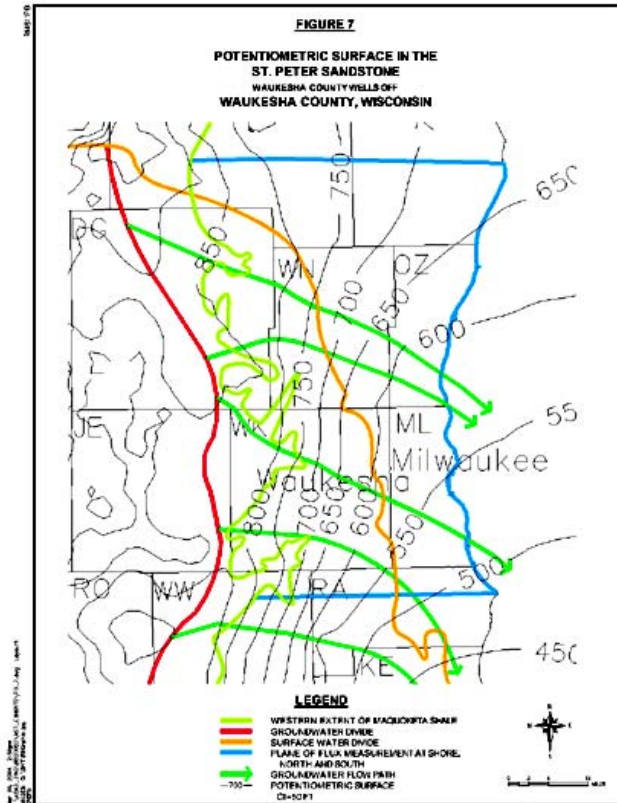 FIGURE 7
POTENTIOMETRIC SURFACE IN THE
ST. PETER SANDSTONE
WAUKESHA COUNTY WELLS OFF
WAUKESHA COUNTY, WISCONSIN
750
650
DG
850
WN
OZ
700
650
600
750
JE
WK
ML
55
Waukesha
Milwaukee
800
700
650
600
550
500
RO
WW
RA
KE
450
LEGEND
WESTERN EXTENT OF MAQUOKETA SHALE
GROUNDWATER DIVIDE
SURFACE WATER DIVIDE
PLANE OF FLUX MEASUREMENT AT SHORE,
NORTH AND SOUTH
GROUNDWATER FLOW PATH
—700— POTENTIOMETRIC SURFACE
CI=50FT
N